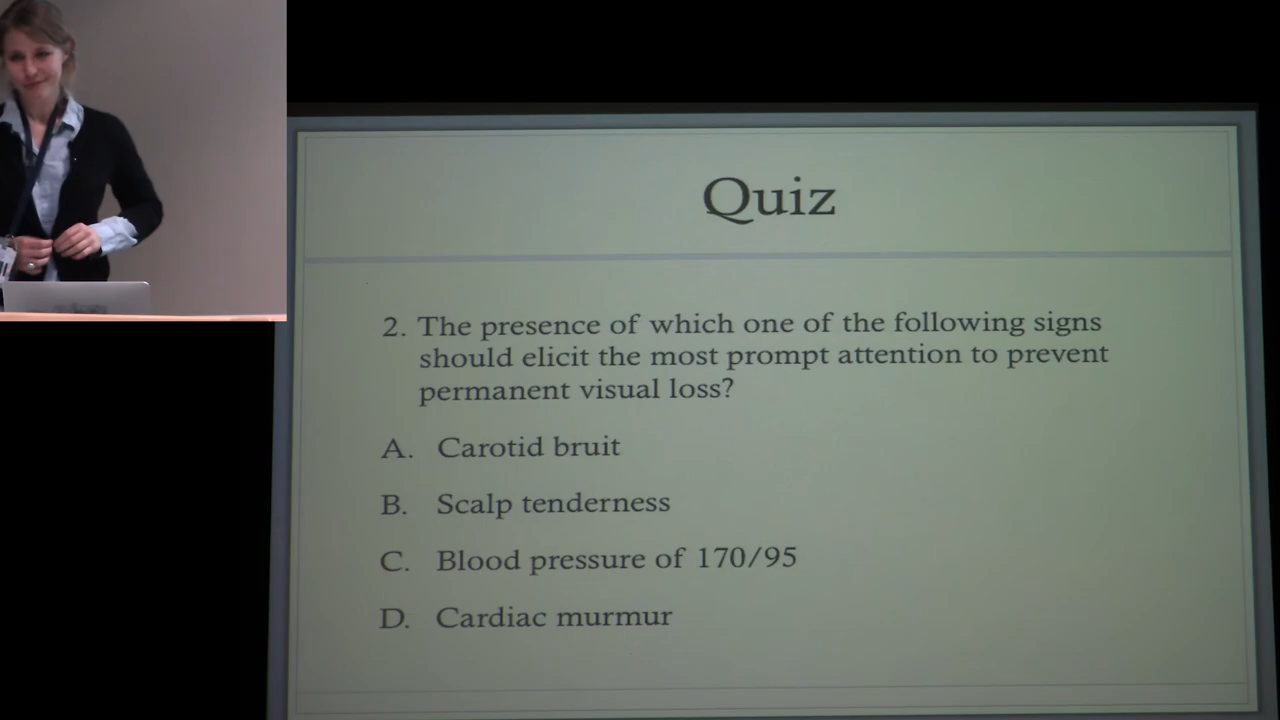 Quiz
2. The presence of which one of the following signs
should elicit the most prompt attention to prevent
permanent visual loss?
A. Carotid bruit
B. Scalp tenderness
C. Blood pressure of 170/95
D. Cardiac murmur